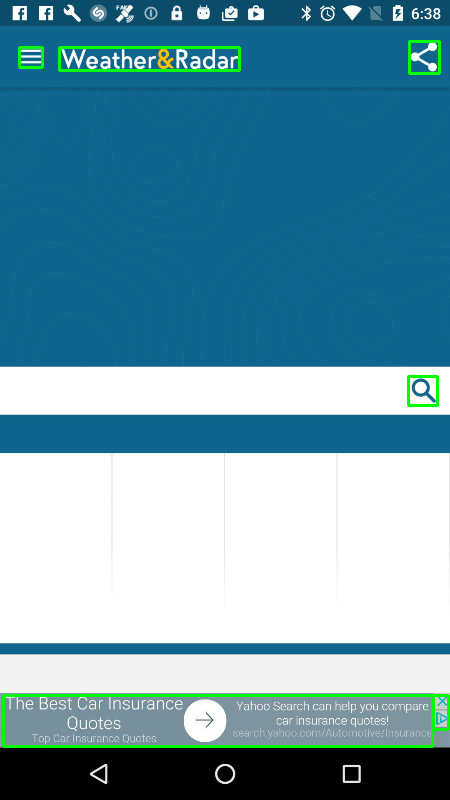 6:38
Weather&Radar
The Best Car Insurance
Quotes
Top Car Insurance Quotes
Yahoo Search can help you compare
car insurance quotes!
search.yahoo.com/Automotive/Insurance